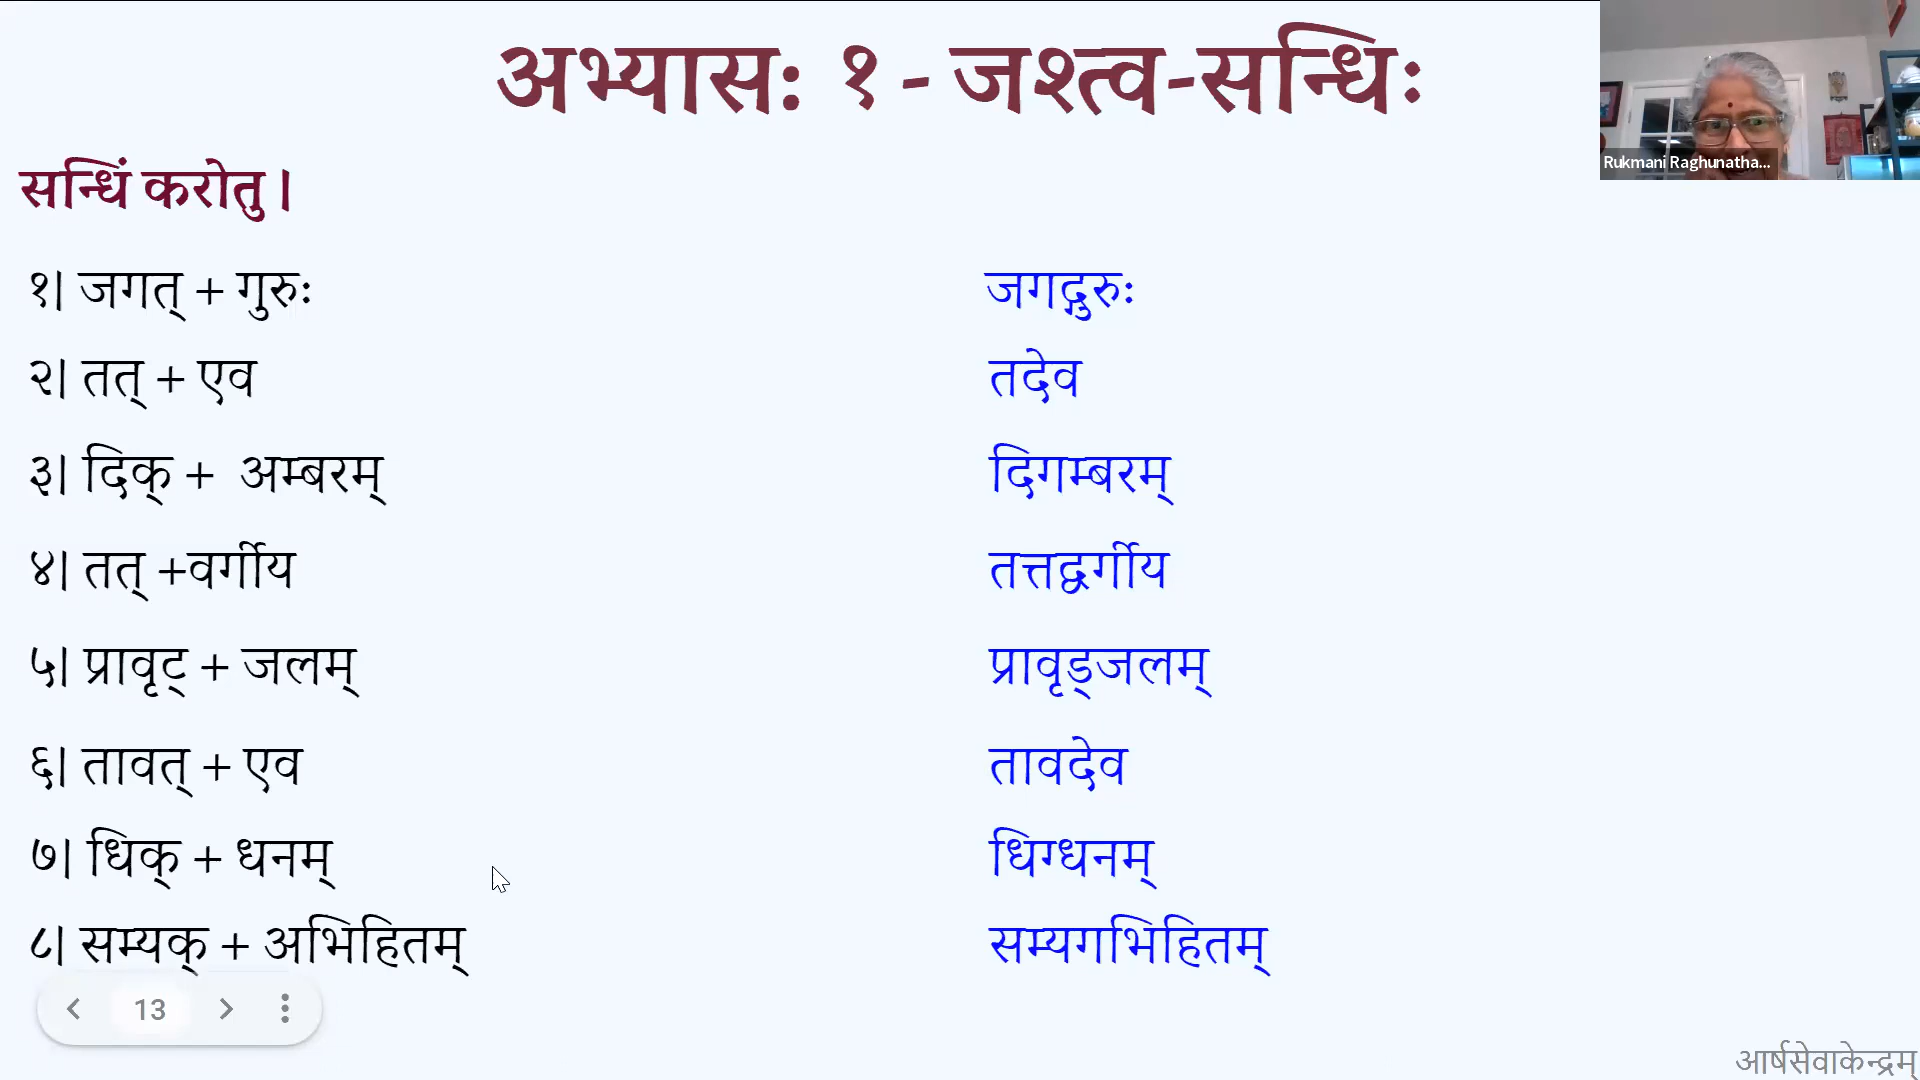 अभ्यासः १ - जश्त्व-सन्धिः
Rukmani Raghunatha...
सन्धिं करोतु ।
१| जगत् + गुरुः जगद्गुरुः
२| तत् + एव तदेव
३| दिक् + अम्बरम् दिगम्बरम्
४| तत् +वर्गीय तत्तद्वर्गीय
५| प्रावृट् + जलम् प्रावृड्जलम्
६| तावत् + एव तावदेव
७| धिक् + धनम् धिग्धनम्
८| सम्यक् + अभिहितम् सम्यगभिहितम्
13
आर्षसेवाकेन्द्रम्